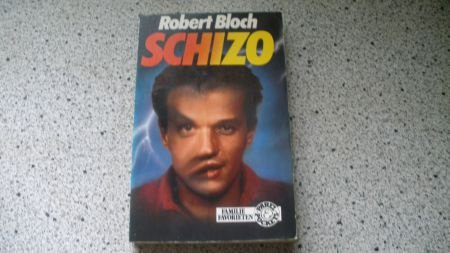 Robert Bloch
SCHIZO
FAMILIE
FAVORIETEN